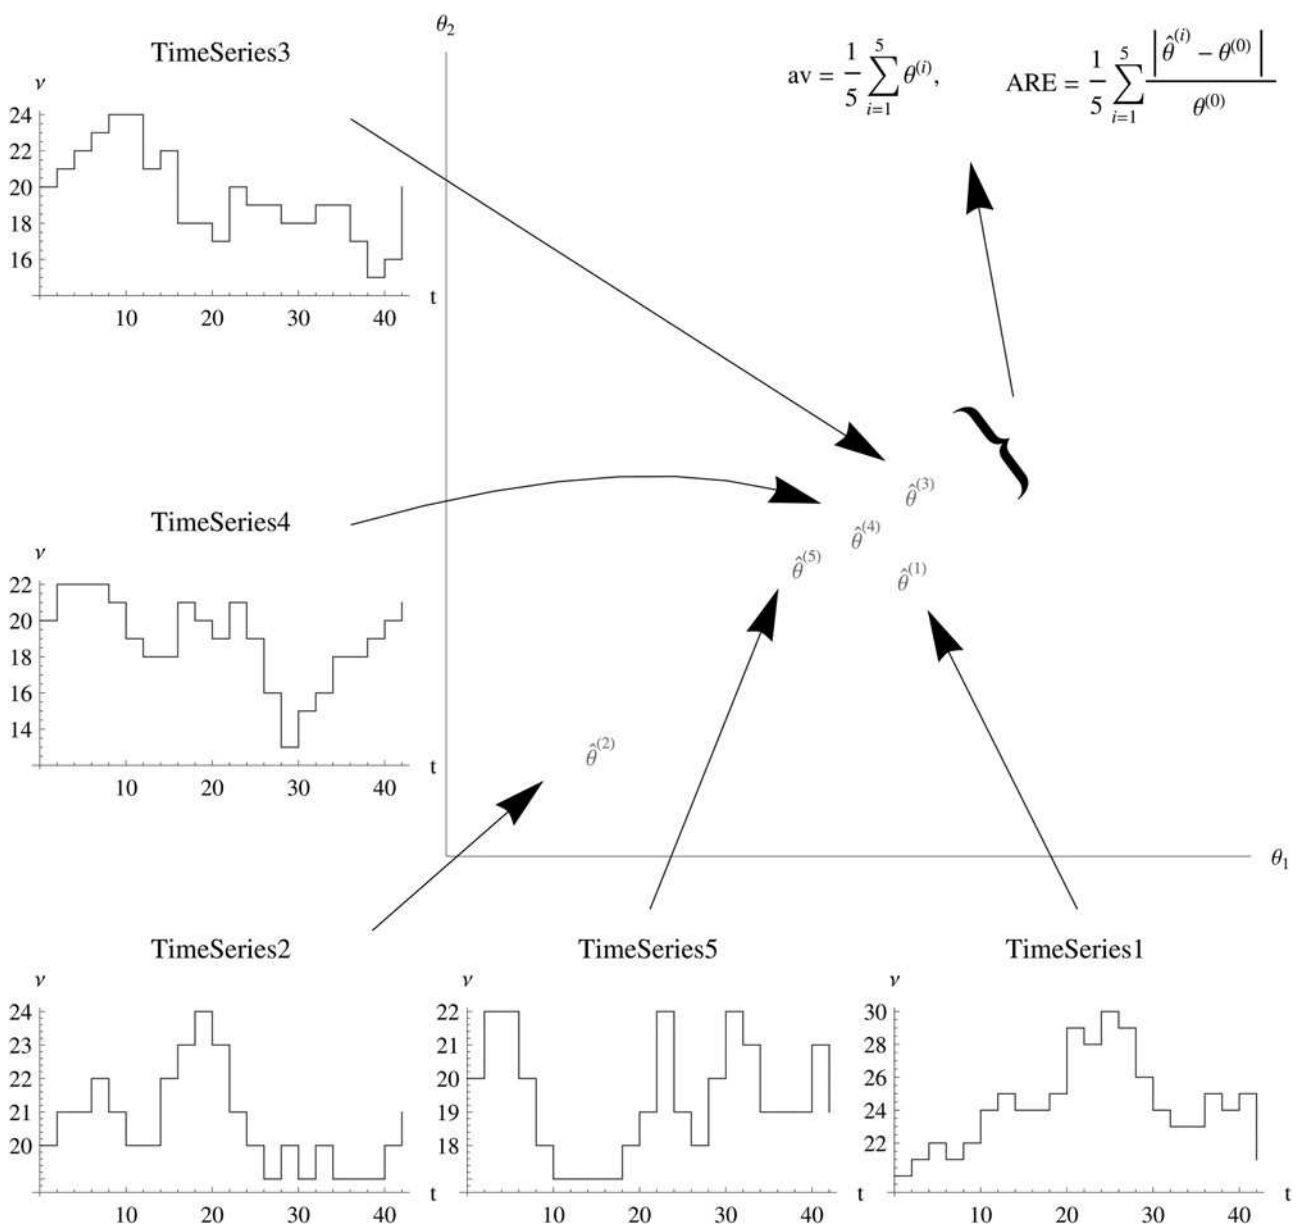 θ₂
av = 1/5 ∑_{i=1}^{5} θ^{(i)}, ARE = 1/5 ∑_{i=1}^{5} |θ̂^{(i)} − θ^{(0)}| / θ^{(0)}
TimeSeries3
ν
24
22
20
18
16
10 20 30 40
t
θ̂^{(3)}
θ̂^{(4)}
θ̂^{(5)}
θ̂^{(1)}
θ̂^{(2)}
TimeSeries4
ν
22
20
18
16
14
10 20 30 40
t
θ₁
TimeSeries2
ν
24
23
22
21
20
10 20 30 40
t
TimeSeries5
ν
22
21
20
19
18
10 20 30 40
t
TimeSeries1
ν
30
28
26
24
22
20
10 20 30 40
t